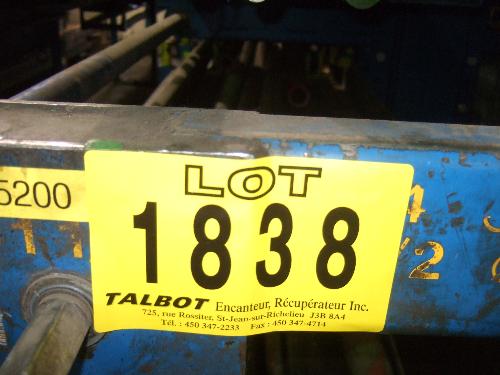 LOT
5200
1838
TALBOT Encanteur, Récupérateur Inc.
725, rue Rossiter, St-Jean-sur-Richelieu J3B 8A4
Tél. : 450 347-2233 Fax : 450 347-4714